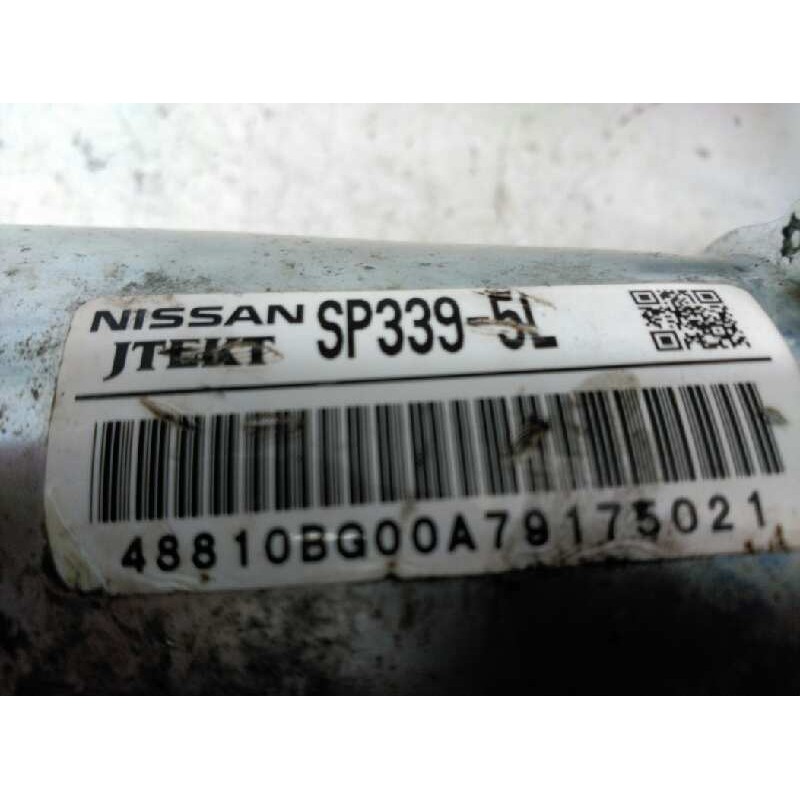 NISSAN SP339-5L
JTEKT
48810BG00A79175021